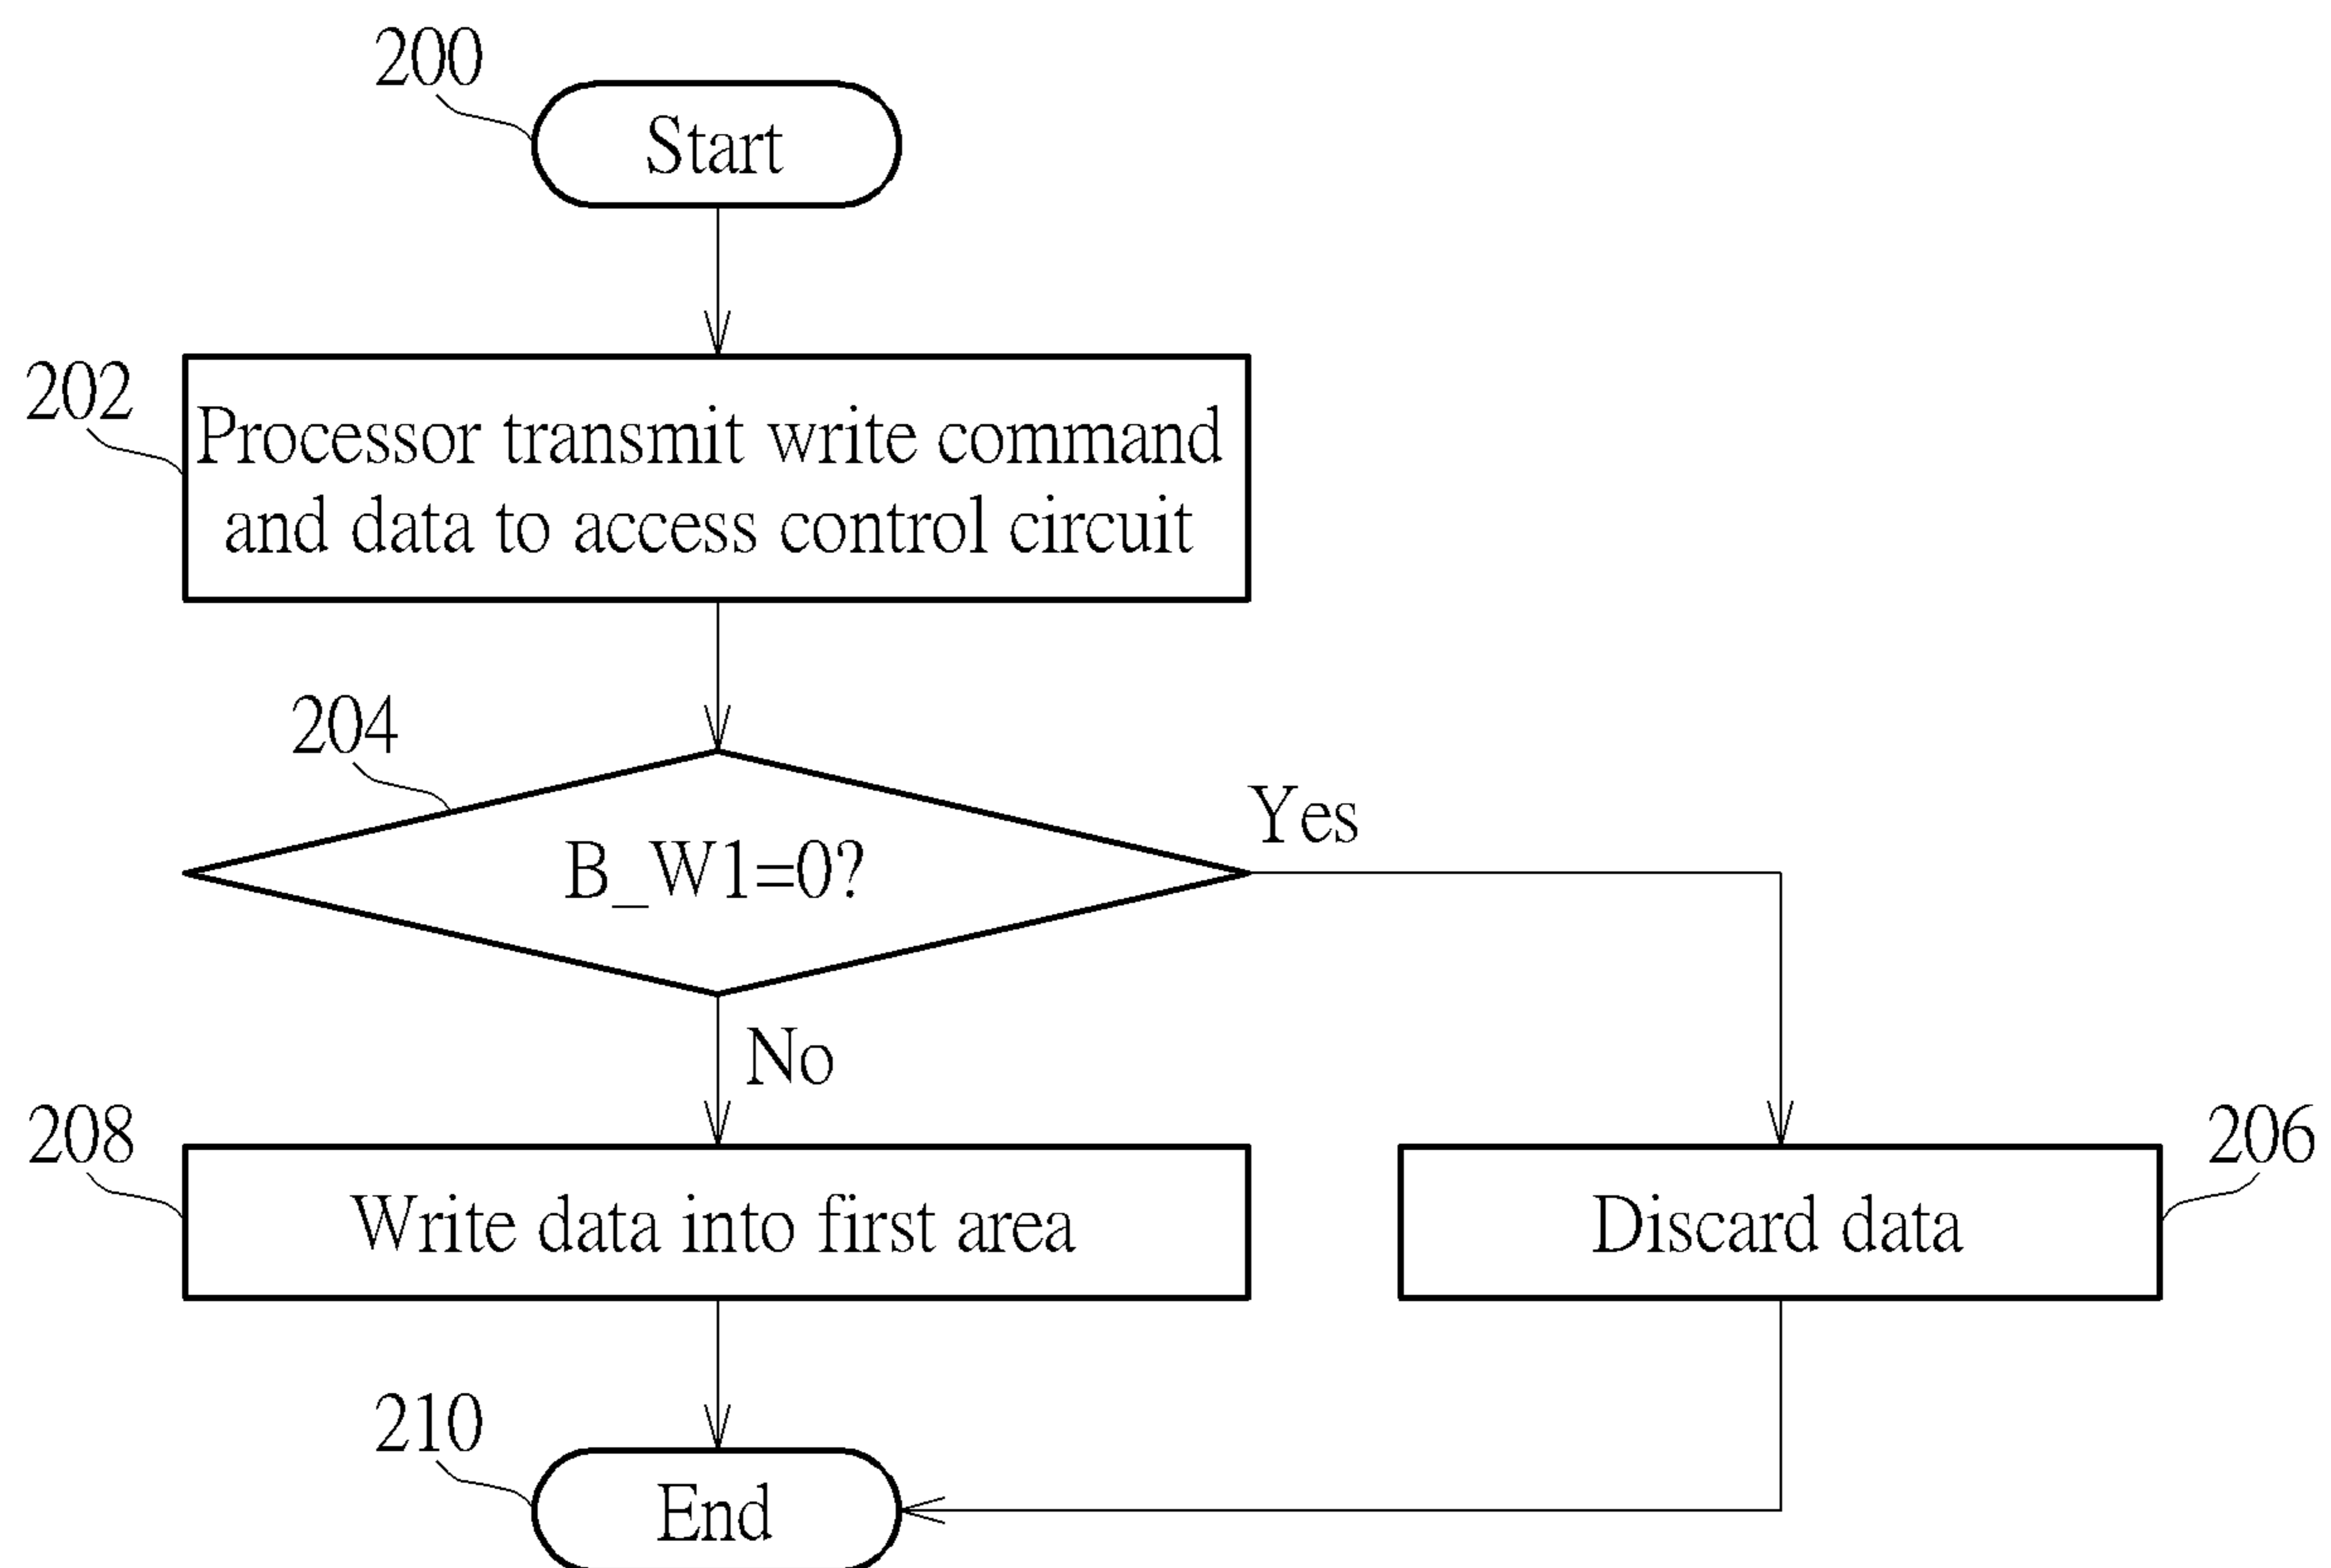 200
Start
202
Processor transmit write command
and data to access control circuit
204
B_W1=0?
Yes
No
208
Write data into first area
206
Discard data
210
End